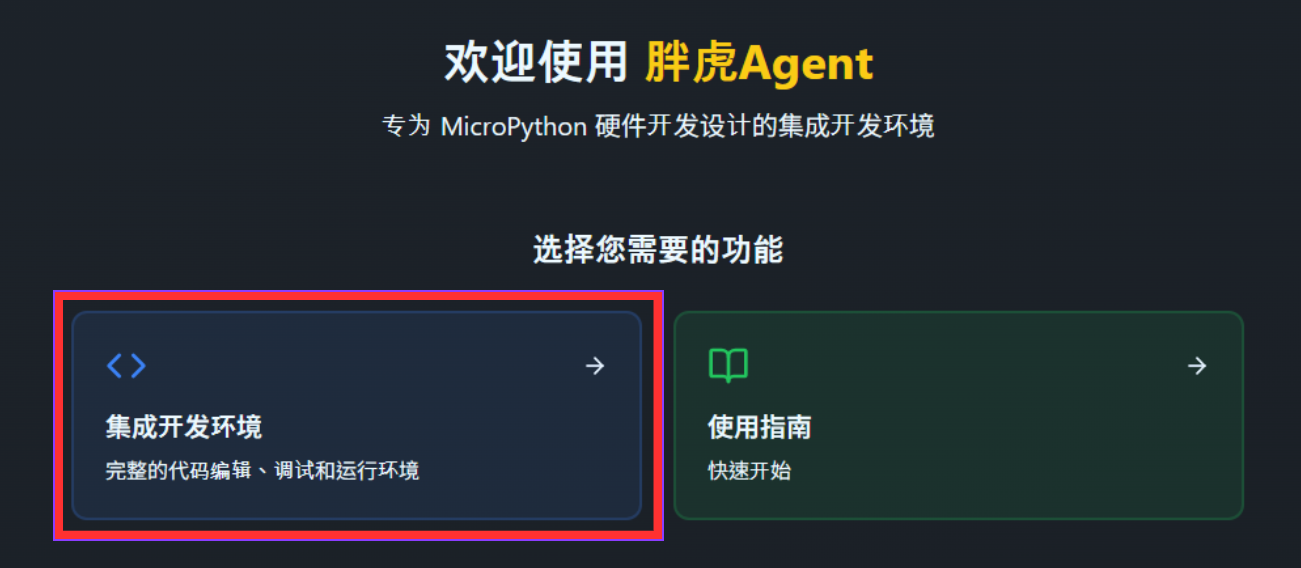 欢迎使用 胖虎Agent
专为 MicroPython 硬件开发设计的集成开发环境
选择您需要的功能
集成开发环境
完整的代码编辑、调试和运行环境
使用指南
快速开始